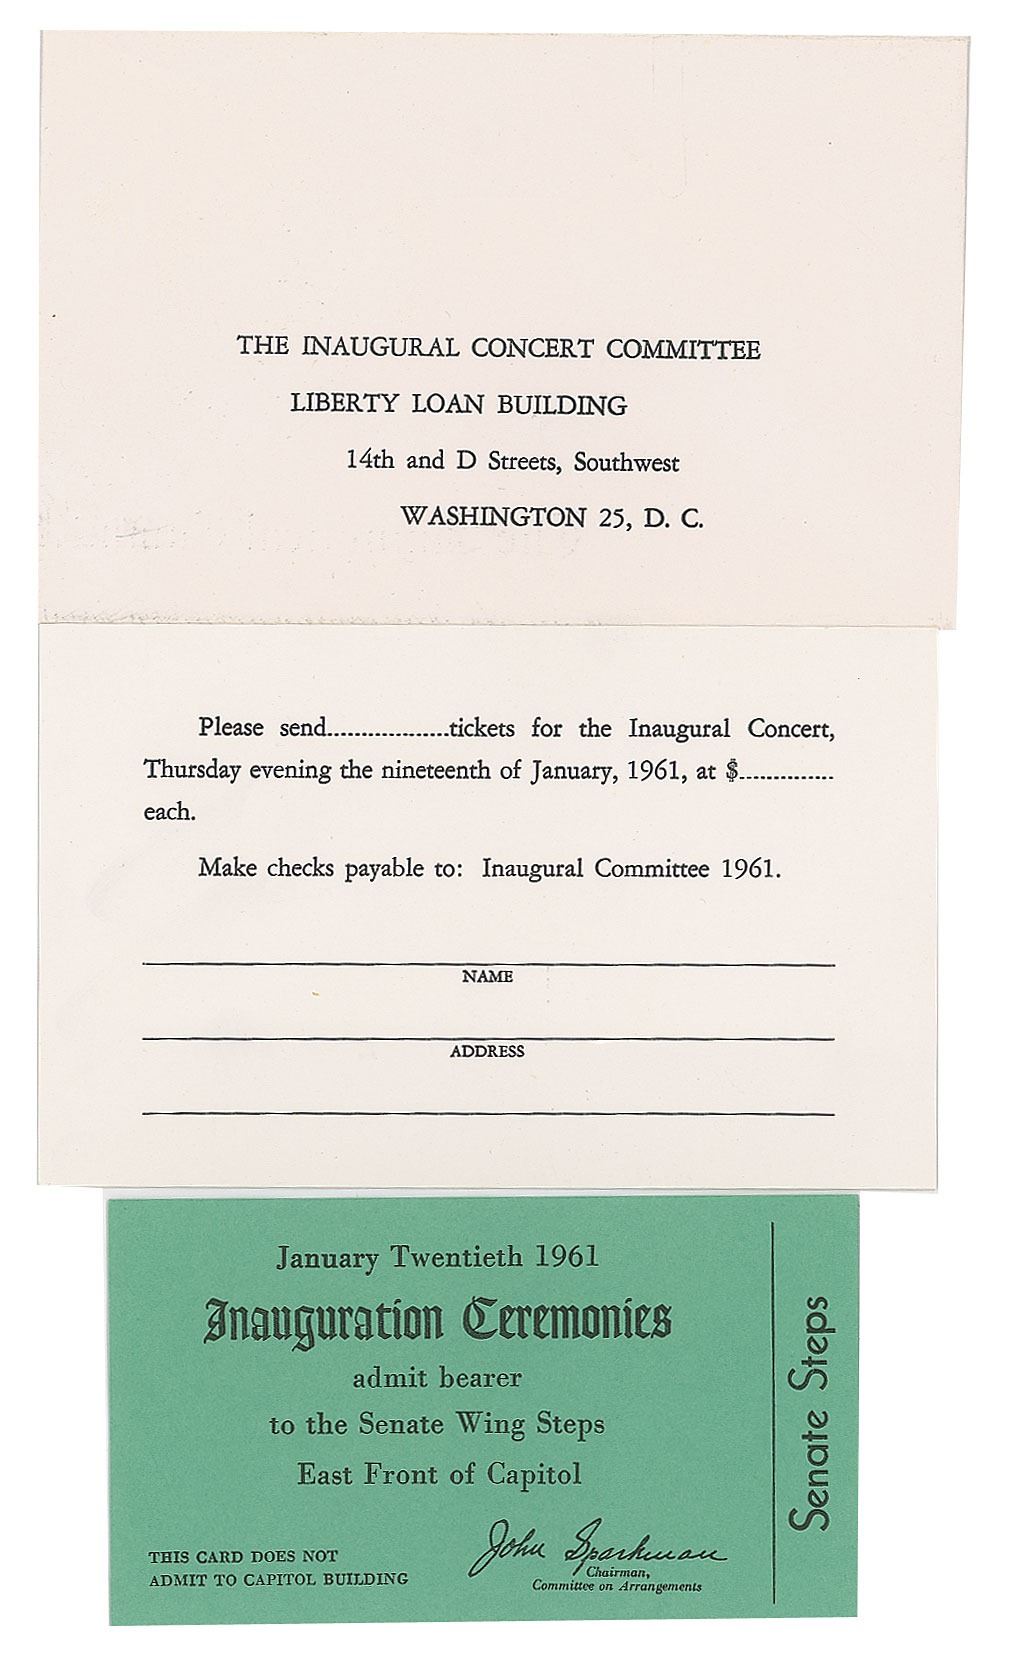 THE INAUGURAL CONCERT COMMITTEE
LIBERTY LOAN BUILDING
14th and D Streets, Southwest
WASHINGTON 25, D. C.
Please send..................tickets for the Inaugural Concert,
Thursday evening the nineteenth of January, 1961, at $..............
each.
Make checks payable to: Inaugural Committee 1961.
NAME
ADDRESS
January Twentieth 1961
Inauguration Ceremonies
admit bearer
to the Senate Wing Steps
East Front of Capitol
THIS CARD DOES NOT
ADMIT TO CAPITOL BUILDING
John Sparkman
Chairman,
Committee on Arrangements
Senate Steps